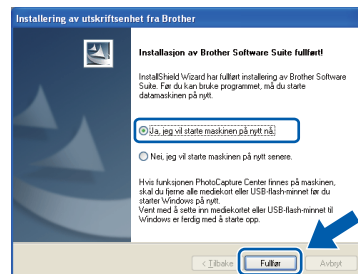 Installering av utskriftsenhet fra Brother
Installasjon av Brother Software Suite fullført!
InstallShield Wizard har fullført installering av Brother Software
Suite. Før du kan bruke programmet, må du starte
datamaskinen på nytt.
Ja, jeg vil starte maskinen på nytt nå.
Nei, jeg vil starte maskinen på nytt senere.
Hvis funksjonen PhotoCapture Center finnes på maskinen,
skal du fjerne alle mediekort eller USB-flash-minnet før du
starter Windows på nytt.
Vent med å sette inn mediekortet eller USB-flash-minnet til
Windows er ferdig med å starte opp.
< Tilbake
Fullfør
Avbryt